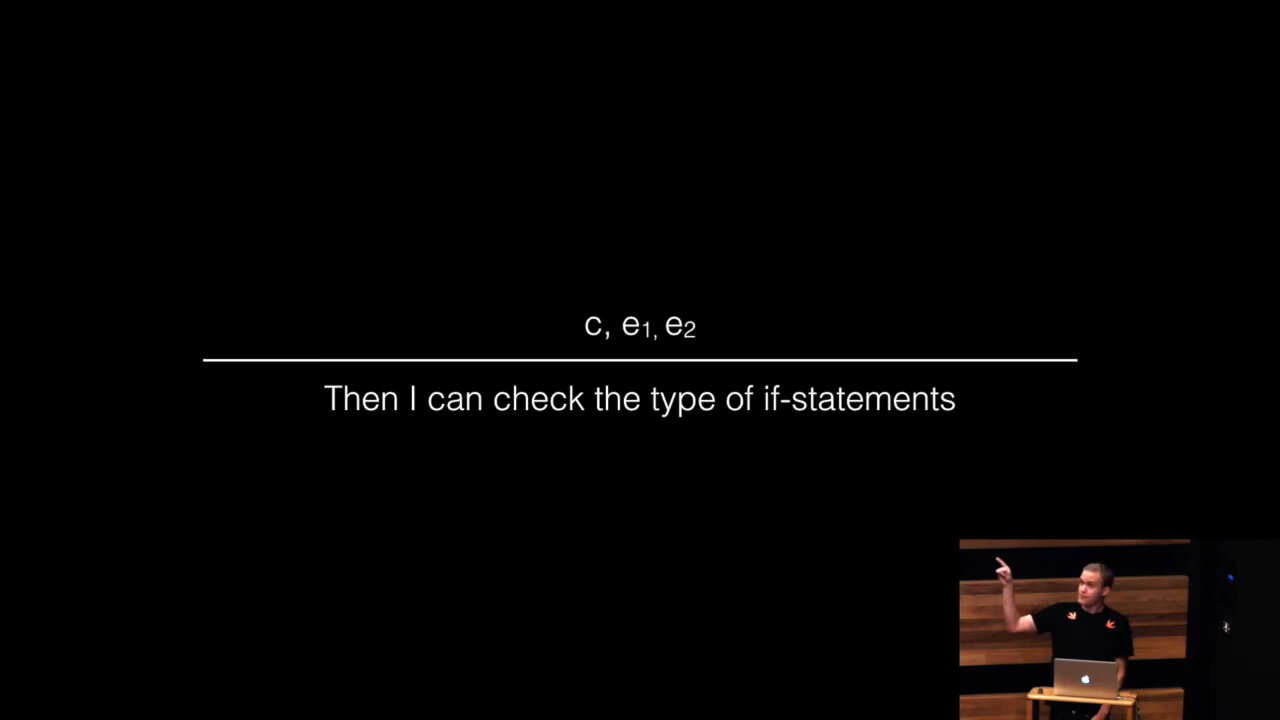 c, e₁, e₂
Then I can check the type of if-statements